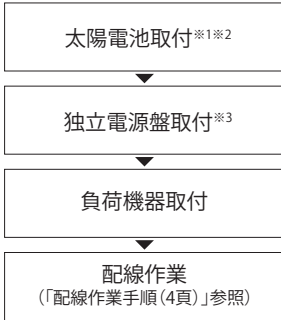 太陽電池取付※1※2
独立電源盤取付※3
負荷機器取付
配線作業
（「配線作業手順（4頁）」参照）